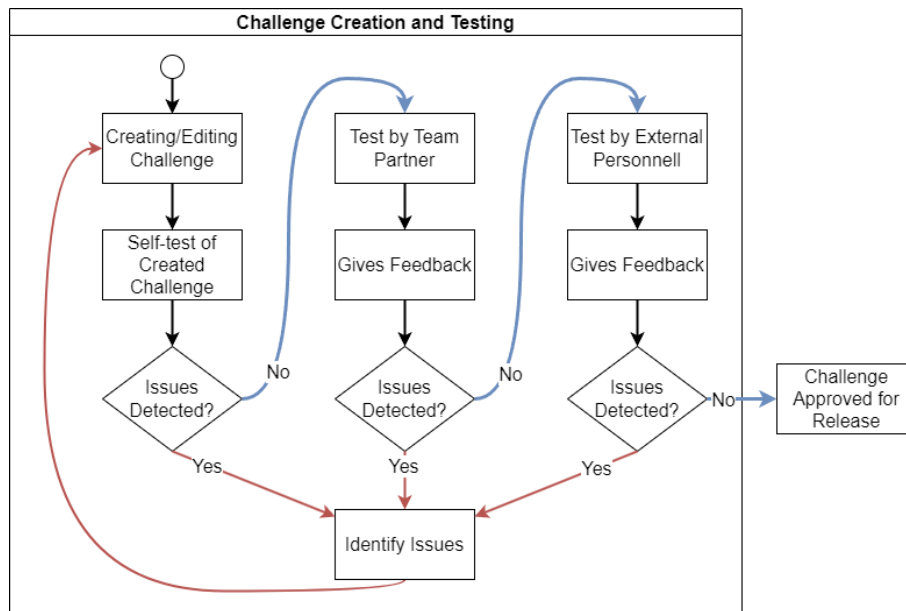 Challenge Creation and Testing
Creating/Editing
Challenge
Self-test of
Created
Challenge
Issues
Detected?
No
Yes
Test by Team
Partner
Gives Feedback
Issues
Detected?
No
Yes
Test by External
Personnell
Gives Feedback
Issues
Detected?
No
Yes
Challenge
Approved for
Release
Identify Issues